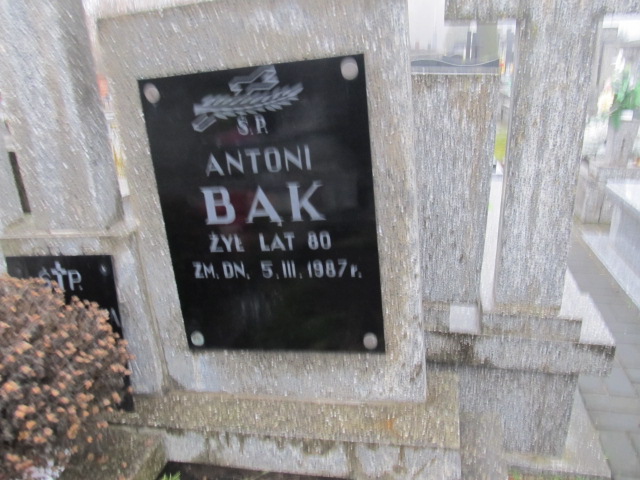 Ś.P.
ANTONI
BĄK
ŻYŁ LAT 80
ZM. DN. 5. III. 1987 r.
Ś P.